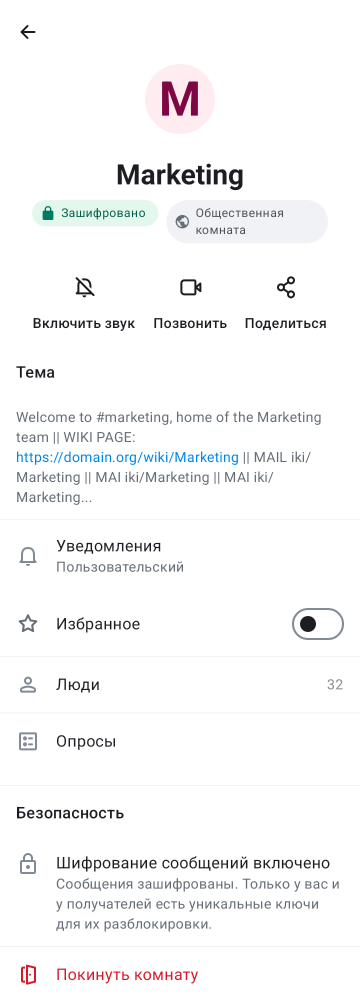 M
Marketing
Зашифровано
Общественная
комната
Включить звук
Позвонить
Поделиться
Тема
Welcome to #marketing, home of the Marketing
team || WIKI PAGE:
https://domain.org/wiki/Marketing || MAIL iki/
Marketing || MAI iki/Marketing || MAI iki/
Marketing...
Уведомления
Пользовательский
Избранное
Люди 32
Опросы
Безопасность
Шифрование сообщений включено
Сообщения зашифрованы. Только у вас и
у получателей есть уникальные ключи
для их разблокировки.
Покинуть комнату